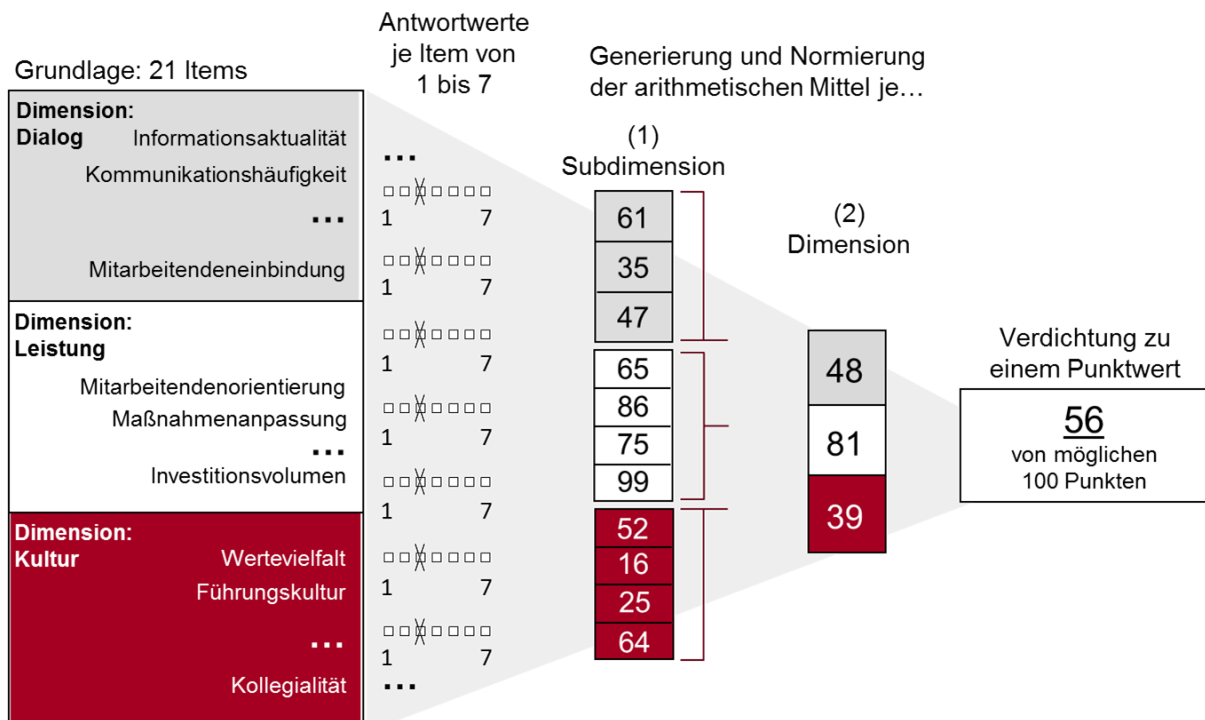 Grundlage: 21 Items
Dimension:
Dialog
Informationsaktualität
Kommunikationshäufigkeit
...
Mitarbeitendeneinbindung
Dimension:
Leistung
Mitarbeitendenorientierung
Maßnahmenanpassung
...
Investitionsvolumen
Dimension:
Kultur
Wertevielfalt
Führungskultur
...
Kollegialität
Antwortwerte
je Item von
1 bis 7
...
1 7
1 7
1 7
1 7
1 7
1 7
1 7
...
Generierung und Normierung
der arithmetischen Mittel je…
(1)
Subdimension
61
35
47
65
86
75
99
52
16
25
64
(2)
Dimension
48
81
39
Verdichtung zu
einem Punktwert
56
von möglichen
100 Punkten